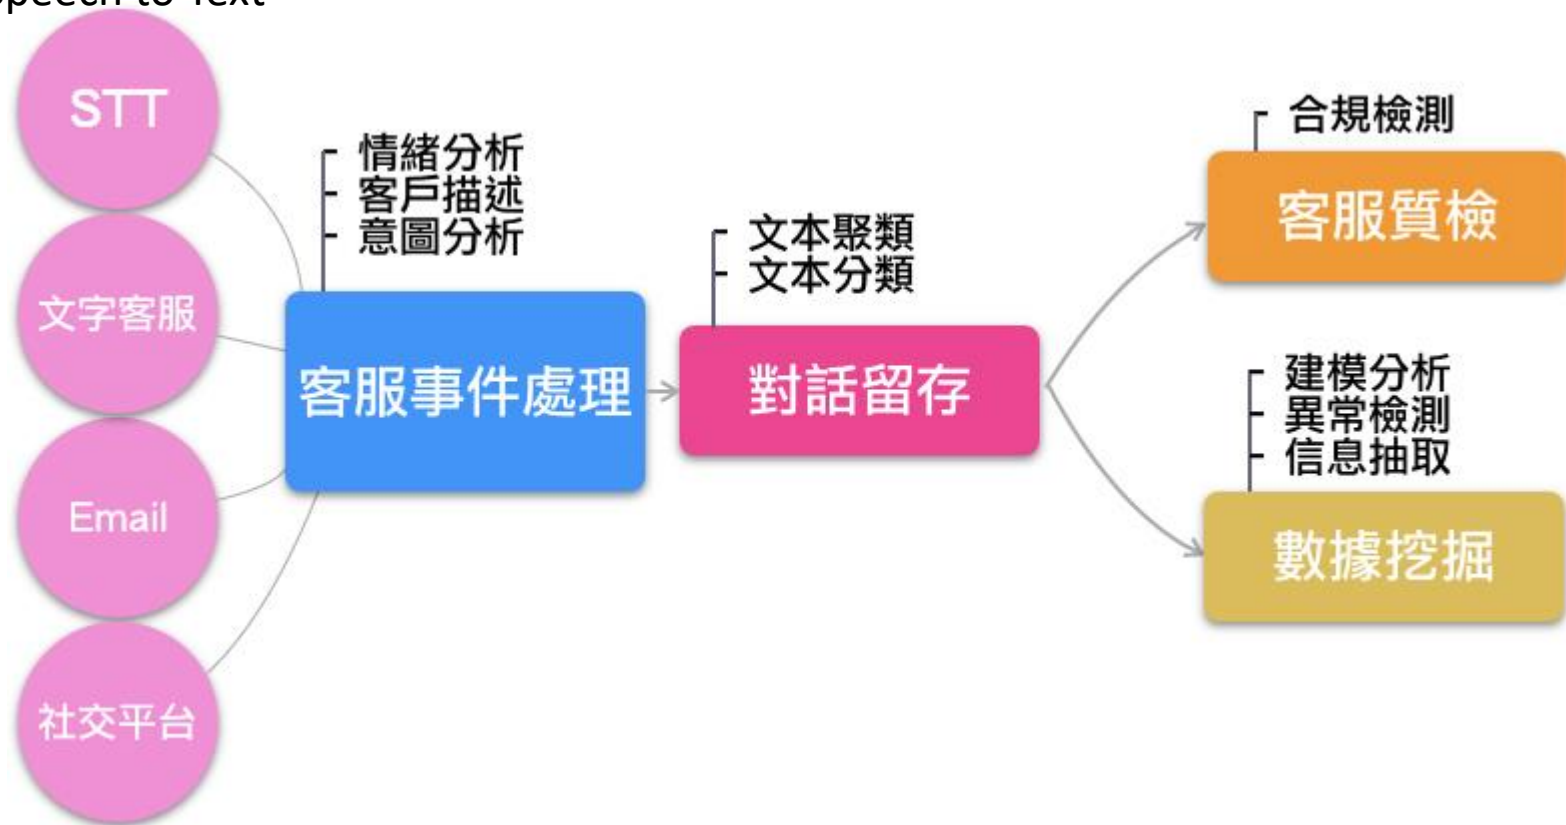 Speech to Text
STT
文字客服
Email
社交平台
情緒分析
客戶描述
意圖分析
客服事件處理
文本聚類
文本分類
對話留存
合規檢測
客服質檢
建模分析
異常檢測
信息抽取
數據挖掘